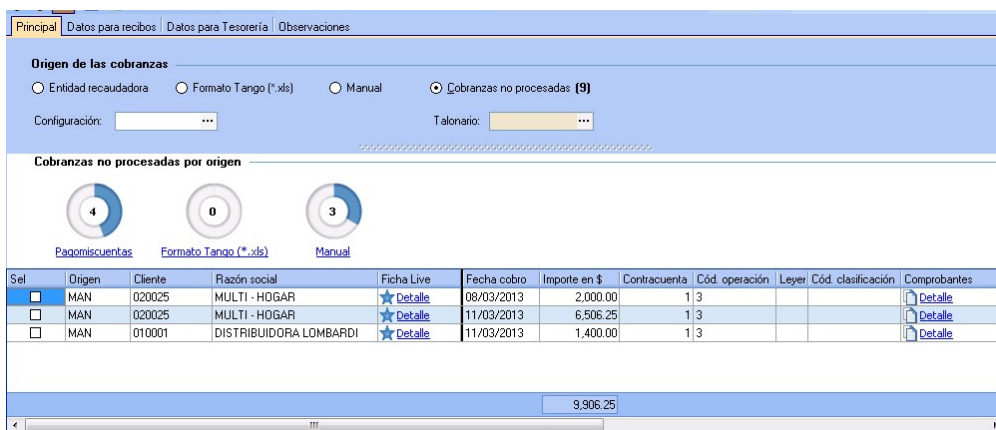 Principal Datos para recibos Datos para Tesorería Observaciones
Origen de las cobranzas
Entidad recaudadora Formato Tango (*.xls) Manual Cobranzas no procesadas (9)
Configuración: ... Talonario: ...
Cobranzas no procesadas por origen
4 0 3
Pagomiscuentas Formato Tango (*.xls) Manual
Sel Origen Cliente Razón social Ficha Live Fecha cobro Importe en $ Contracuenta Cód. operación Leyer Cód. clasificación Comprobantes
MAN 020025 MULTI - HOGAR Detalle 08/03/2013 2,000.00 1 3 Detalle
MAN 020025 MULTI - HOGAR Detalle 11/03/2013 6,506.25 1 3 Detalle
MAN 010001 DISTRIBUIDORA LOMBARDI Detalle 11/03/2013 1,400.00 1 3 Detalle
9,906.25